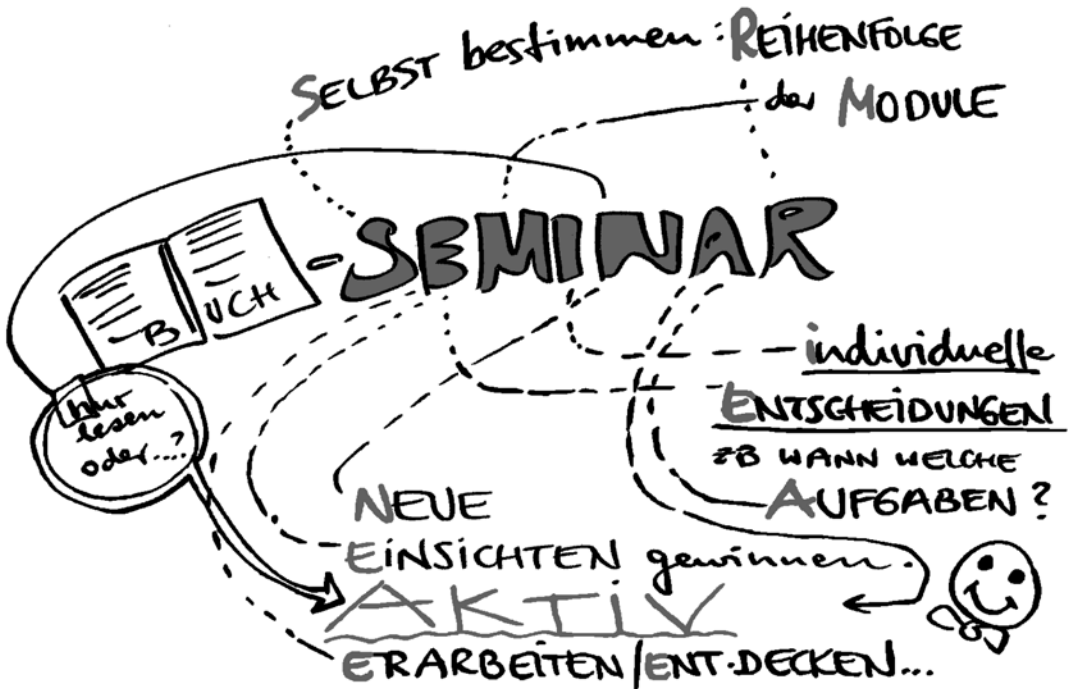 SELBST bestimmen: REIHENFOLGE
der MODULE
BUCH-SEMINAR
individuelle
ENTSCHEIDUNGEN
ZB WANN WELCHE
AUFGABEN?
nur
lesen
oder....?
NEUE
EINSICHTEN gewinnen.
AKTIV
ERARBEITEN/ENT·DECKEN...